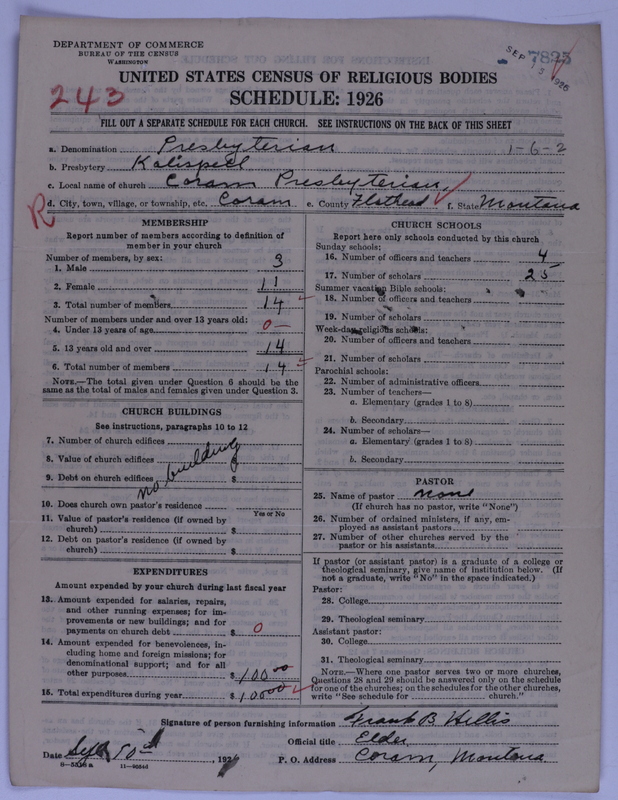 DEPARTMENT OF COMMERCE
BUREAU OF THE CENSUS
WASHINGTON
7825
SEP 13 1926
UNITED STATES CENSUS OF RELIGIOUS BODIES
SCHEDULE: 1926
243
FILL OUT A SEPARATE SCHEDULE FOR EACH CHURCH. SEE INSTRUCTIONS ON THE BACK OF THIS SHEET
a. Denomination Presbyterian 1-6-2
b. Presbytery Kalispell
c. Local name of church Coram Presbyterian,
R
d. City, town, village, or township, etc. Coram e. County Flathead f. State Montana
MEMBERSHIP
Report number of members according to definition of
member in your church
Number of members, by sex:
1. Male 3
2. Female 11
3. Total number of members 14
Number of members under and over 13 years old:
4. Under 13 years of age 0 —
5. 13 years old and over 14
6. Total number of members 14
NOTE.—The total given under Question 6 should be the
same as the total of males and females given under Question 3.
CHURCH BUILDINGS
See instructions, paragraphs 10 to 12
7. Number of church edifices
8. Value of church edifices $
9. Debt on church edifices $
no building
10. Does church own pastor's residence
Yes or No
11. Value of pastor's residence (if owned by
church) $
12. Debt on pastor's residence (if owned by
church) $
EXPENDITURES
Amount expended by your church during last fiscal year
13. Amount expended for salaries, repairs,
and other running expenses; for im-
provements or new buildings; and for
payments on church debt $ 0
14. Amount expended for benevolences, in-
cluding home and foreign missions; for
denominational support; and for all
other purposes $ 100 00
15. Total expenditures during year $ 100 00
CHURCH SCHOOLS
Report here only schools conducted by this church
Sunday schools:
16. Number of officers and teachers 4
17. Number of scholars 25
Summer vacation Bible schools:
18. Number of officers and teachers
19. Number of scholars
Week-day religious schools:
20. Number of officers and teachers
21. Number of scholars
Parochial schools:
22. Number of administrative officers
23. Number of teachers—
a. Elementary (grades 1 to 8)
b. Secondary
24. Number of scholars—
a. Elementary (grades 1 to 8)
b. Secondary
PASTOR
25. Name of pastor none
(If church has no pastor, write "None")
26. Number of ordained ministers, if any, em-
ployed as assistant pastors
27. Number of other churches served by the
pastor or his assistants
If pastor (or assistant pastor) is a graduate of a college or
theological seminary, give name of institution below. (If
not a graduate, write "No" in the space indicated.)
Pastor:
28. College
29. Theological seminary
Assistant pastor:
30. College
31. Theological seminary
NOTE.—Where one pastor serves two or more churches,
Questions 28 and 29 should be answered only on the schedule
for one of the churches; on the schedules for the other churches,
write "See schedule for church."
Signature of person furnishing information Frank B. Hellis
Official title Elder
Date Sept 10th, 192
P. O. Address Coram, Montana
11—9554d